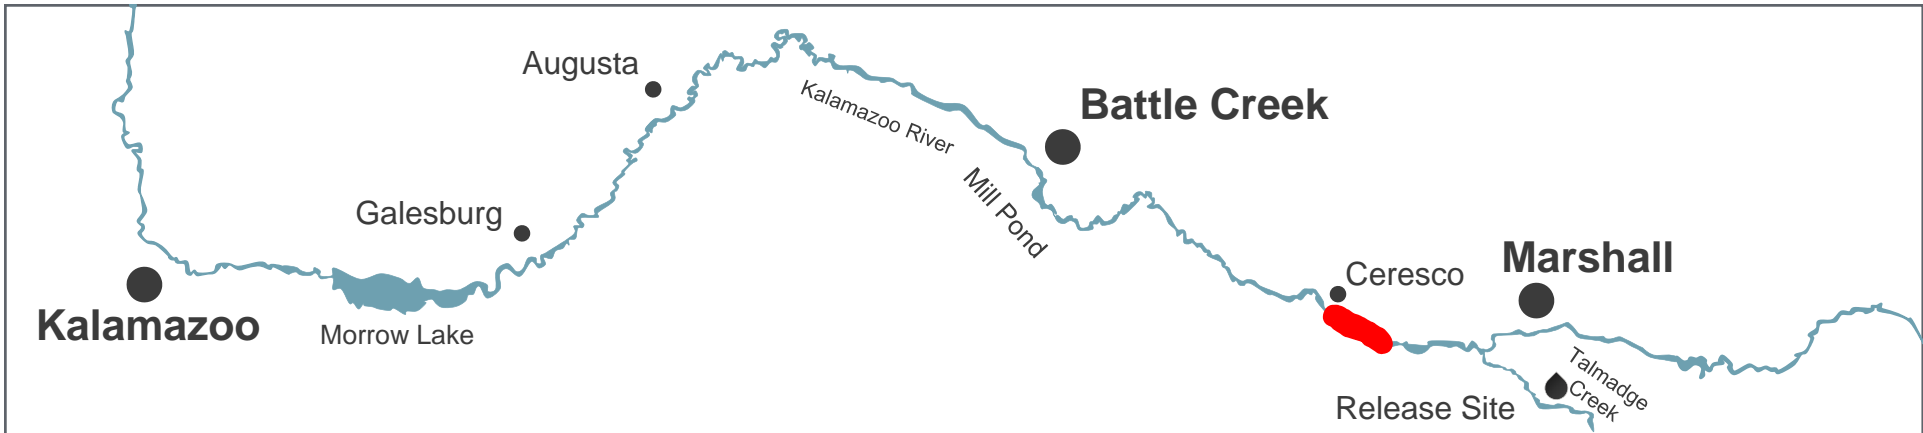 Augusta
Battle Creek
Kalamazoo River
Mill Pond
Galesburg
Kalamazoo
Morrow Lake
Ceresco
Marshall
Talmadge
Creek
Release Site